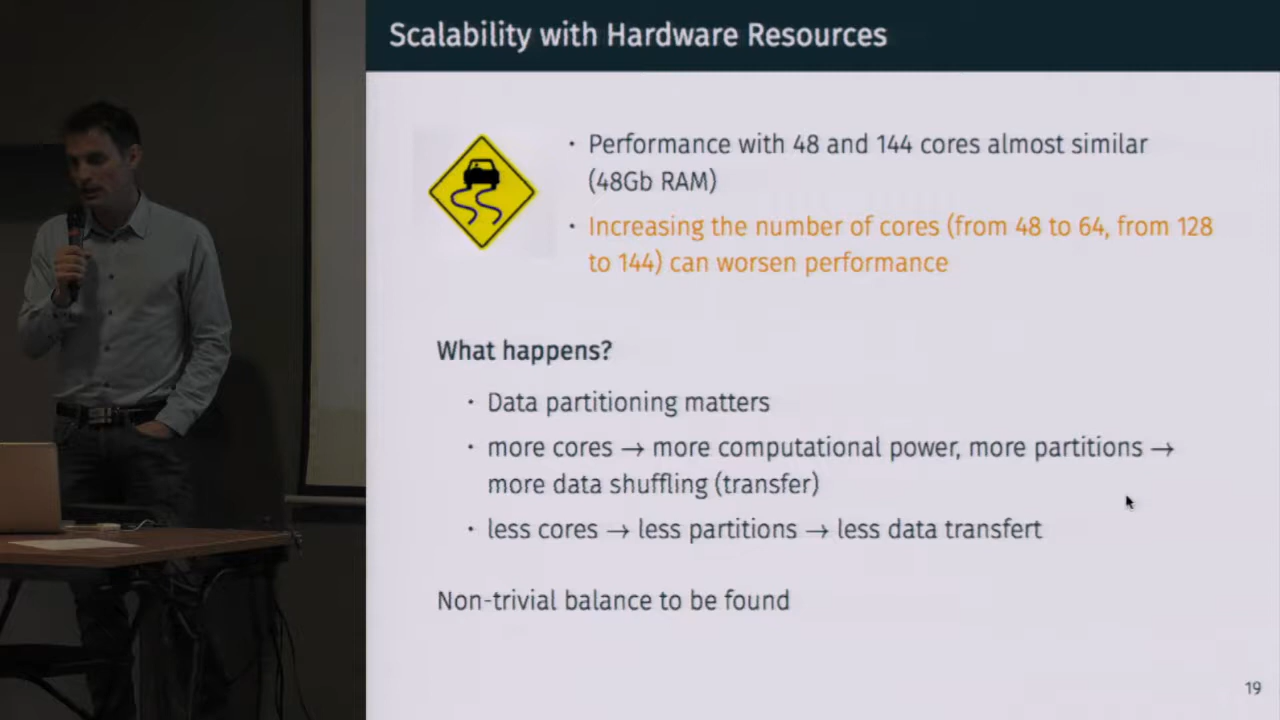 Scalability with Hardware Resources
· Performance with 48 and 144 cores almost similar
(48Gb RAM)
· Increasing the number of cores (from 48 to 64, from 128
to 144) can worsen performance
What happens?
· Data partitioning matters
· more cores → more computational power, more partitions →
more data shuffling (transfer)
· less cores → less partitions → less data transfert
Non-trivial balance to be found
19